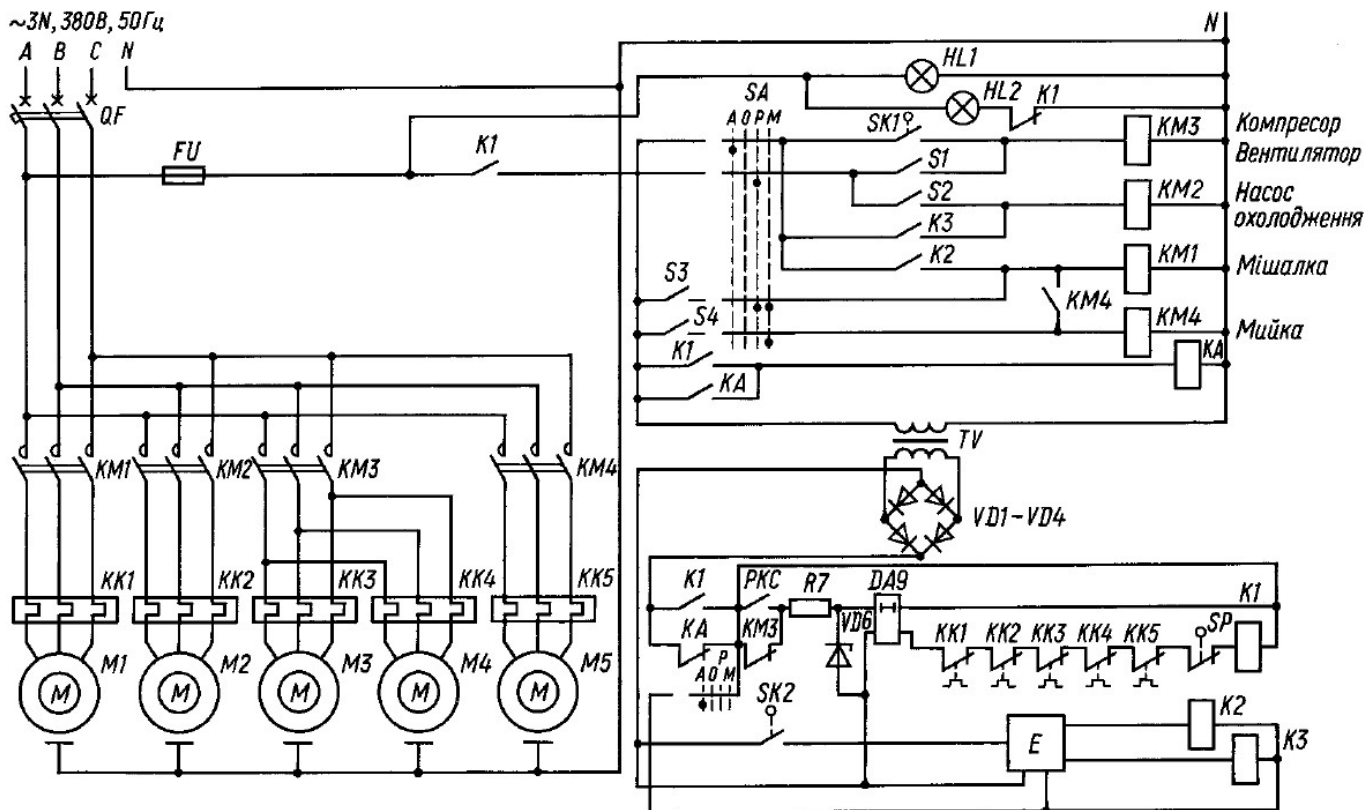 ~3N, 380В, 50Гц
A B C N
QF
FU
K1
N
HL1
HL2 K1
SA
A O P M
SK1
KM3
Компресор
Вентилятор
S1
S2
KM2
Насос
охолодження
K3
K2
KM1
Мішалка
S3
KM4
S4
KM4
Мийка
K1
KA
KA
TV
VD1-VD4
KM1 KM2 KM3 KM4
KK1 KK2 KK3 KK4 KK5
M1 M2 M3 M4 M5
M M M M M
K1 PKC R7 DA9 K1
KA KM3 VD6
KK1 KK2 KK3 KK4 KK5 SP
P
A O M
SK2
E
K2
K3